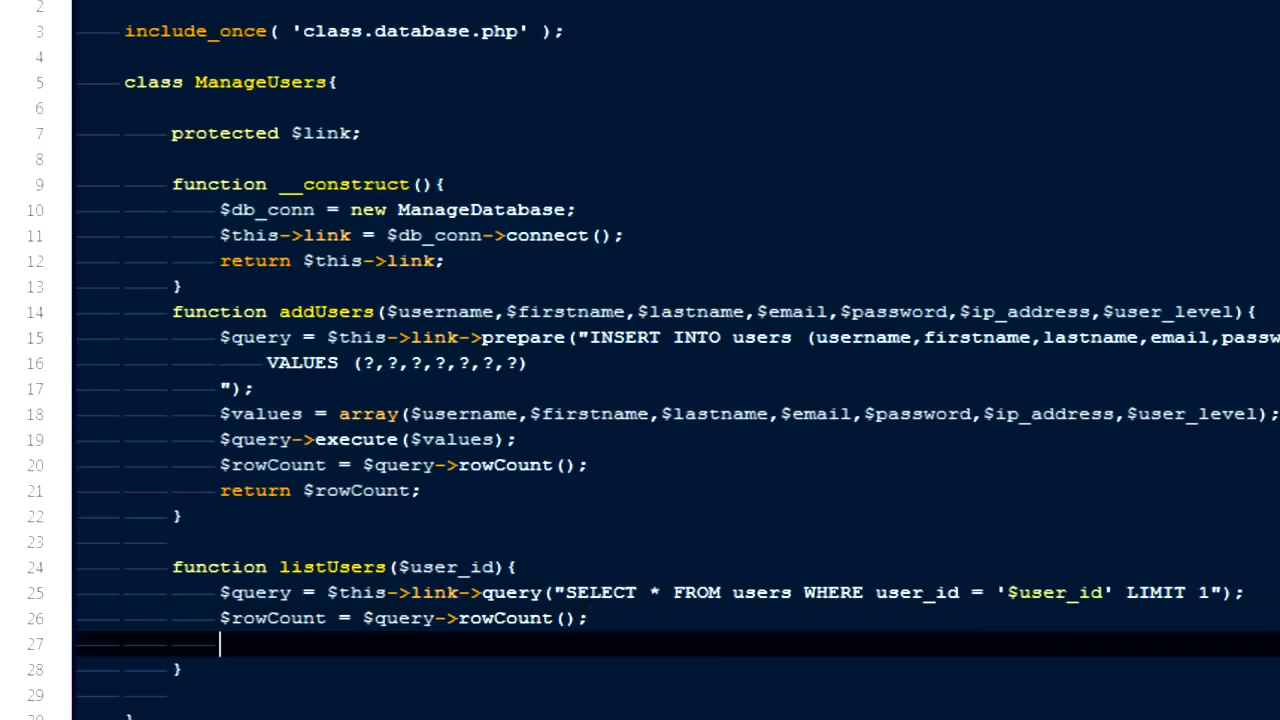 2
3 include_once( 'class.database.php' );
4
5 class ManageUsers{
6
7 protected $link;
8
9 function __construct(){
10 $db_conn = new ManageDatabase;
11 $this->link = $db_conn->connect();
12 return $this->link;
13 }
14 function addUsers($username,$firstname,$lastname,$email,$password,$ip_address,$user_level){
15 $query = $this->link->prepare("INSERT INTO users (username,firstname,lastname,email,passw
16 VALUES (?,?,?,?,?,?,?)
17 ");
18 $values = array($username,$firstname,$lastname,$email,$password,$ip_address,$user_level);
19 $query->execute($values);
20 $rowCount = $query->rowCount();
21 return $rowCount;
22 }
23
24 function listUsers($user_id){
25 $query = $this->link->query("SELECT * FROM users WHERE user_id = '$user_id' LIMIT 1");
26 $rowCount = $query->rowCount();
27
28 }
29